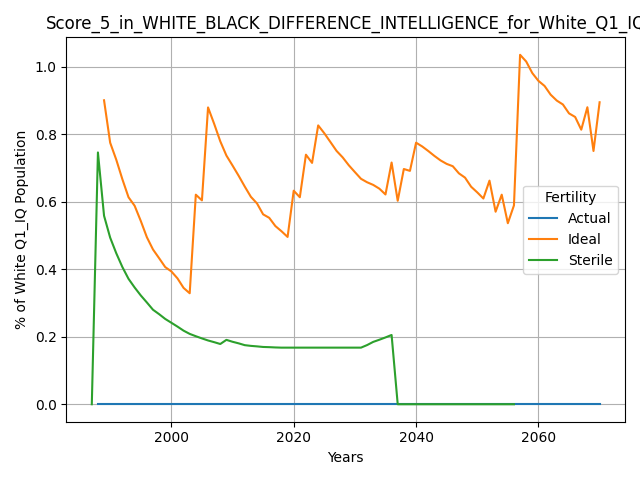 Score_5_in_WHITE_BLACK_DIFFERENCE_INTELLIGENCE_for_White_Q1_IQ
1.0
0.8
0.6
0.4
0.2
0.0
% of White Q1_IQ Population
Fertility
Actual
Ideal
Sterile
2000
2020
2040
2060
Years